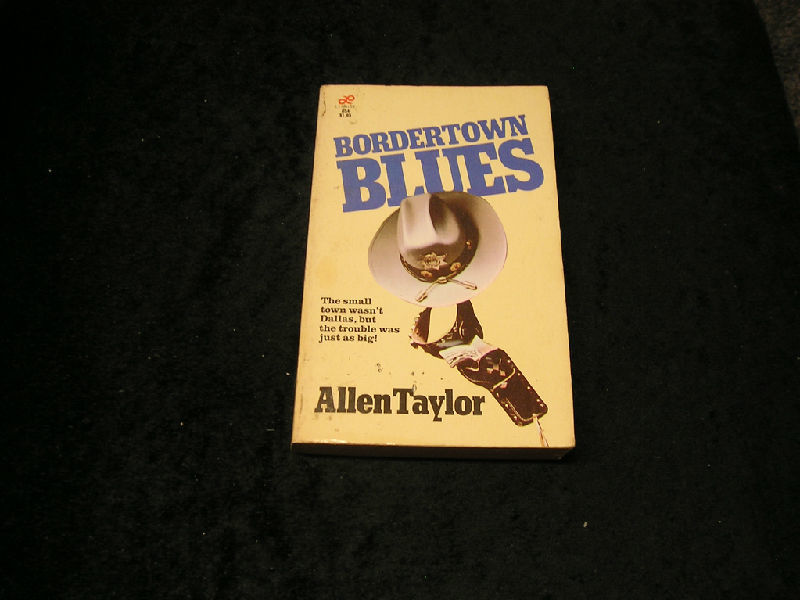 BORDERTOWN
BLUES
The small
town wasn't
Dallas, but
the trouble was
just as big!
Allen Taylor